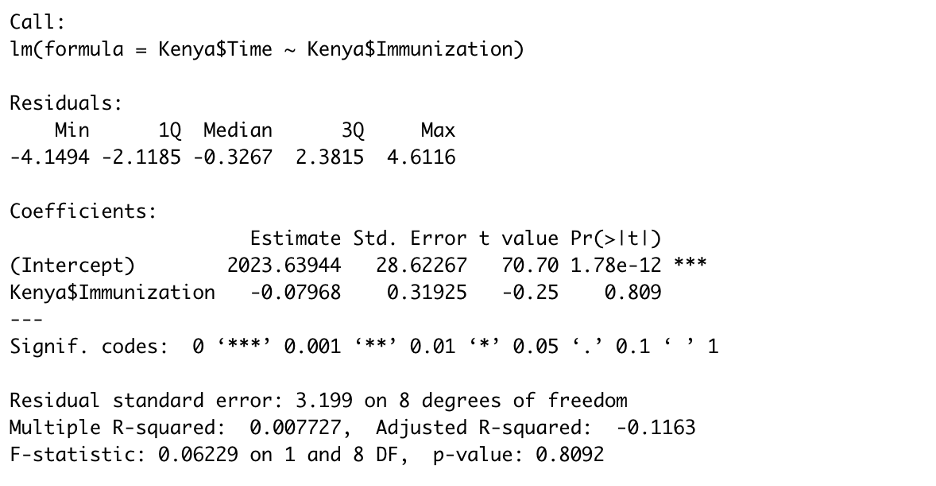 Call:
lm(formula = Kenya$Time ~ Kenya$Immunization)
Residuals:
    Min      1Q  Median      3Q     Max
-4.1494 -2.1185 -0.3267  2.3815  4.6116
Coefficients:
                     Estimate Std. Error t value Pr(>|t|)
(Intercept)        2023.63944   28.62267   70.70 1.78e-12 ***
Kenya$Immunization   -0.07968    0.31925   -0.25    0.809
---
Signif. codes:  0 ‘***’ 0.001 ‘**’ 0.01 ‘*’ 0.05 ‘.’ 0.1 ‘ ’ 1
Residual standard error: 3.199 on 8 degrees of freedom
Multiple R-squared:  0.007727,  Adjusted R-squared:  -0.1163
F-statistic: 0.06229 on 1 and 8 DF,  p-value: 0.8092